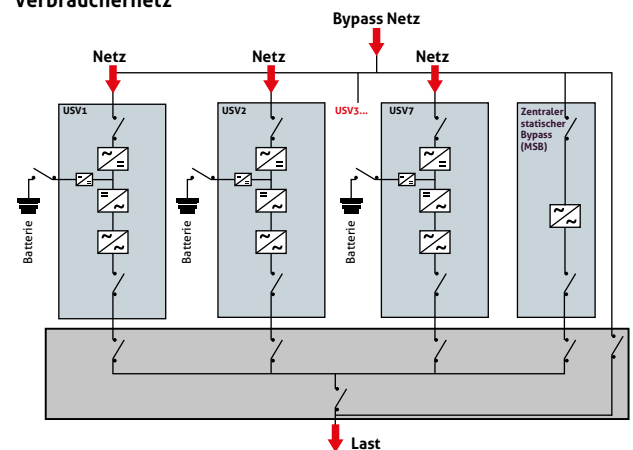 Verbrauchernetz
Bypass Netz
Netz
Netz
Netz
USV1
USV2
USV3...
USV7
Zentraler
statischer
Bypass
(MSB)
Batterie
Batterie
Batterie
Last